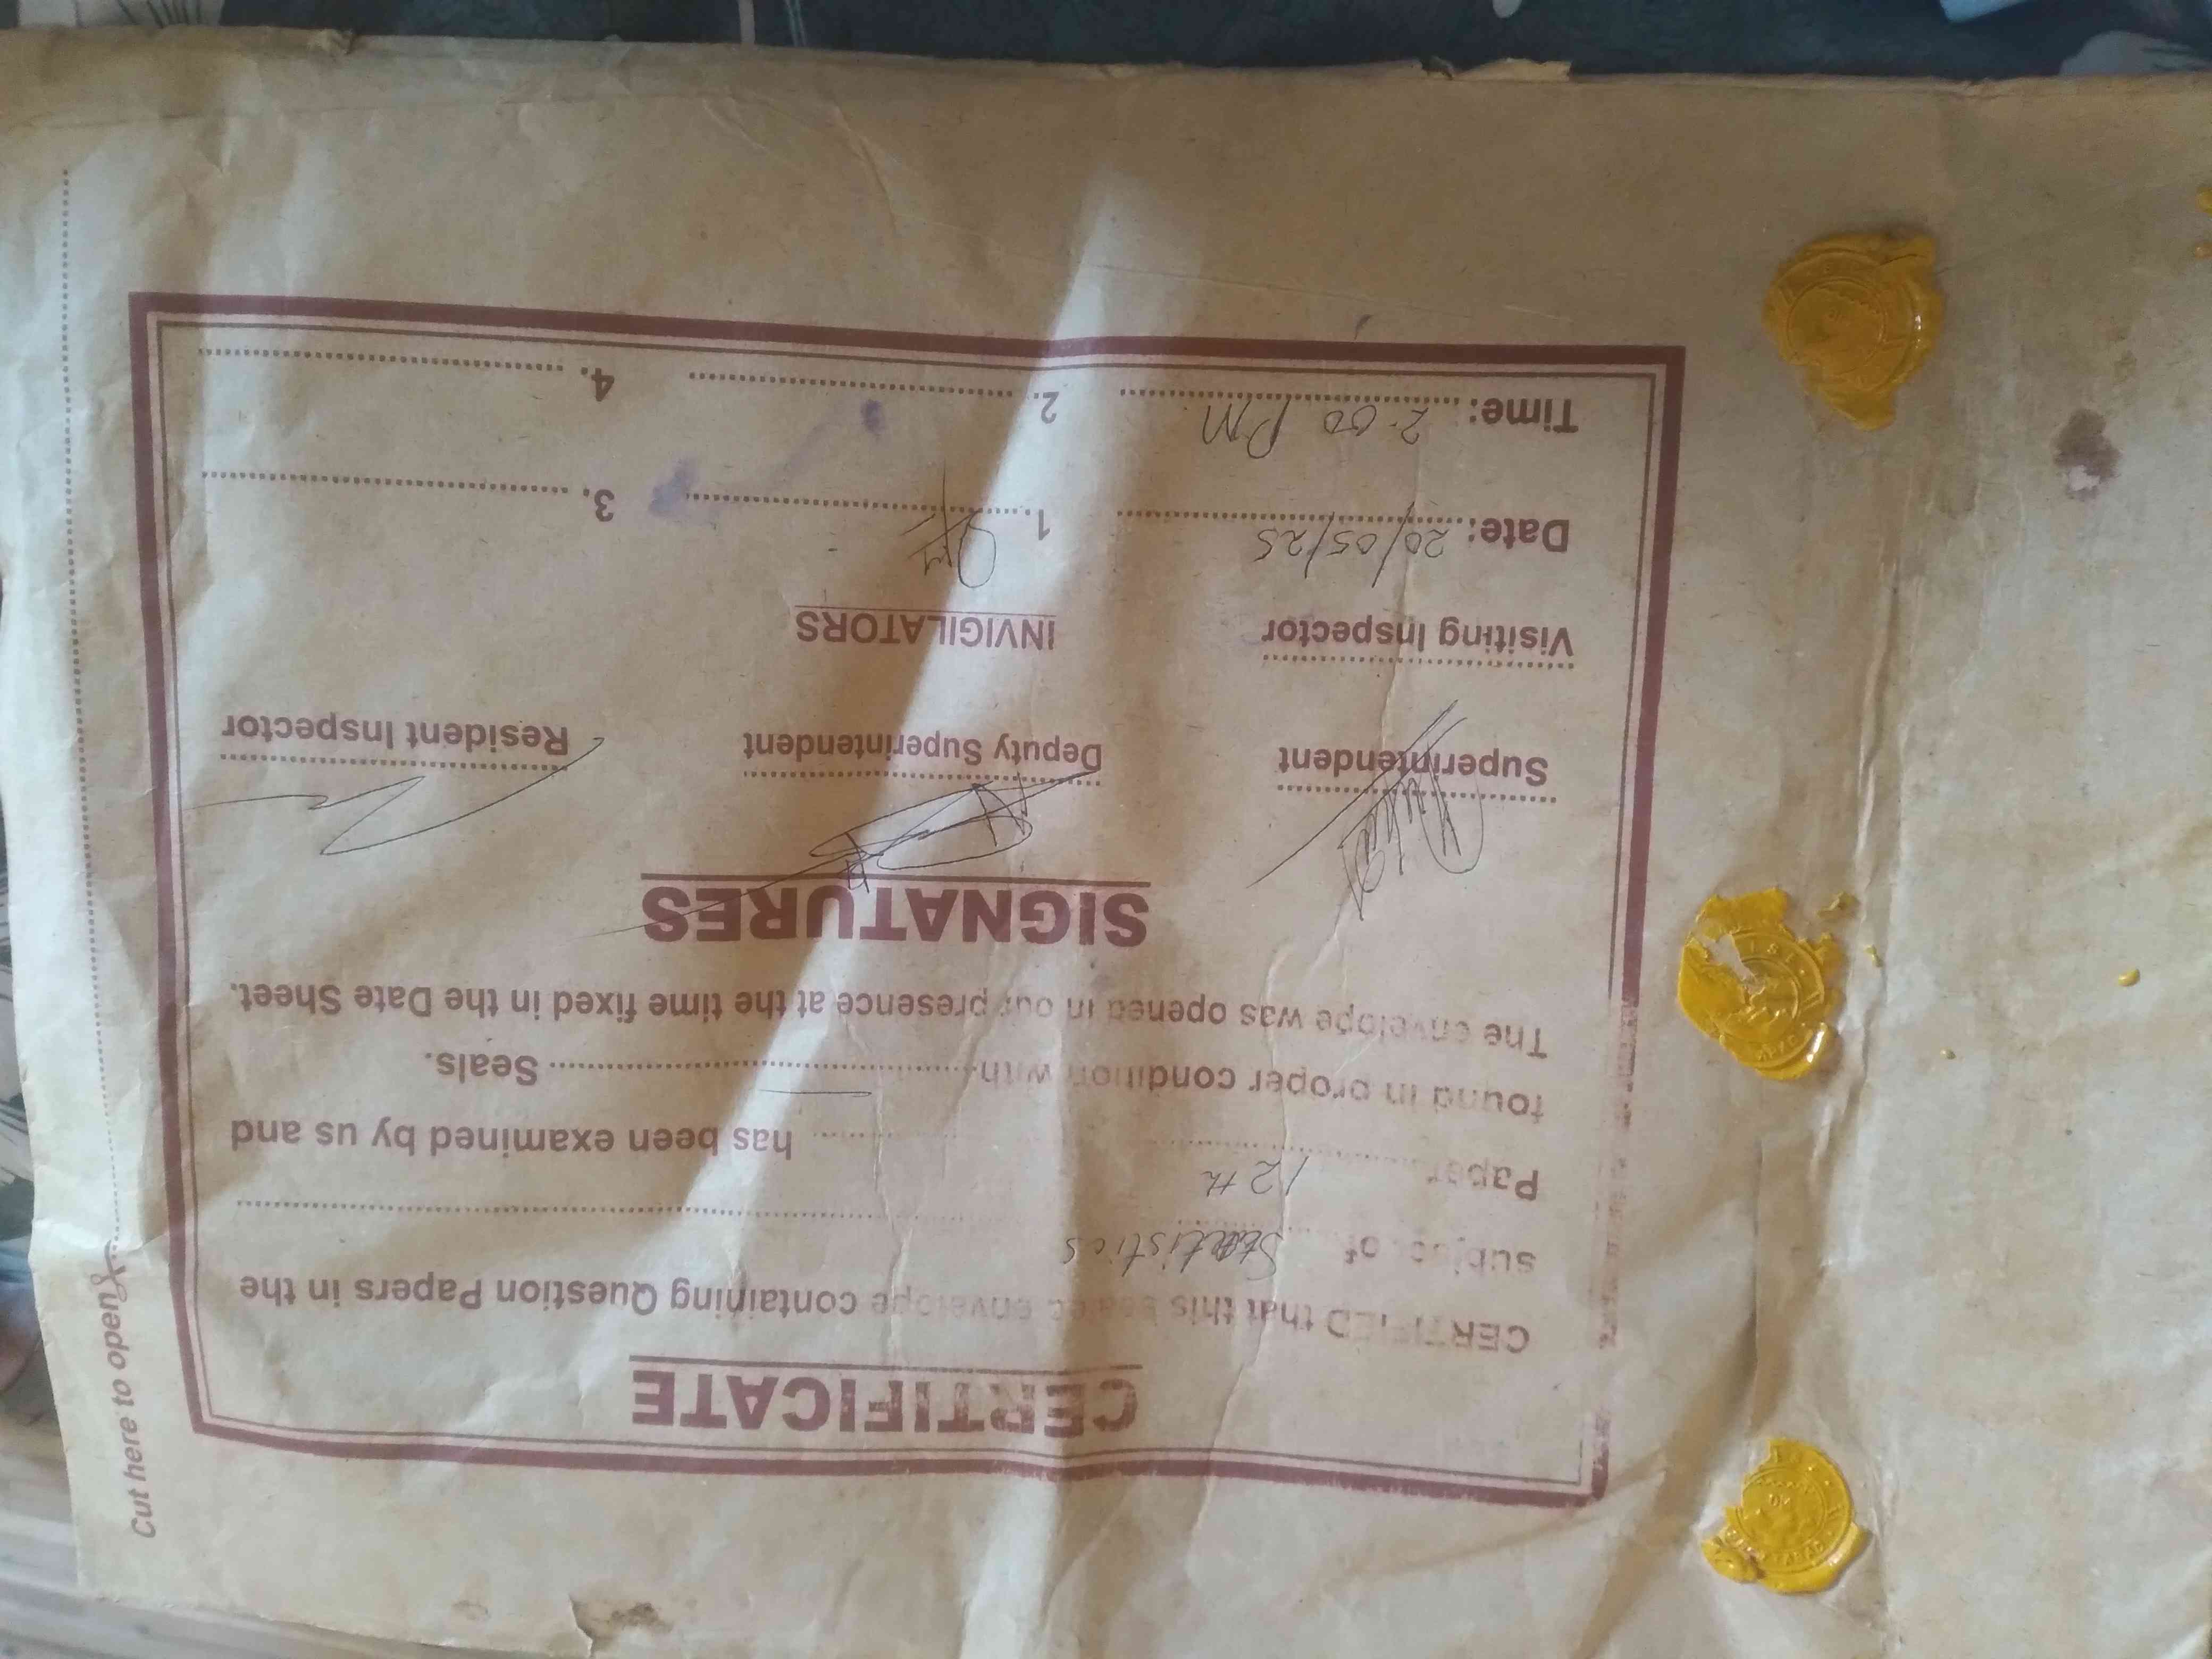 CERTIFICATE
CERTIFIED that this sealed envelope containing Question Papers in the
subject of Statistics
Paper 12th has been examined by us and
found in proper condition with Seals.
The envelope was opened in our presence at the time fixed in the Date Sheet.
SIGNATURES
Superintendent Deputy Superintendent Resident Inspector
Visiting Inspector INVIGILATORS
Date: 20/05/25 1. 3.
Time: 2:00 PM 2. 4.
Cut here to open